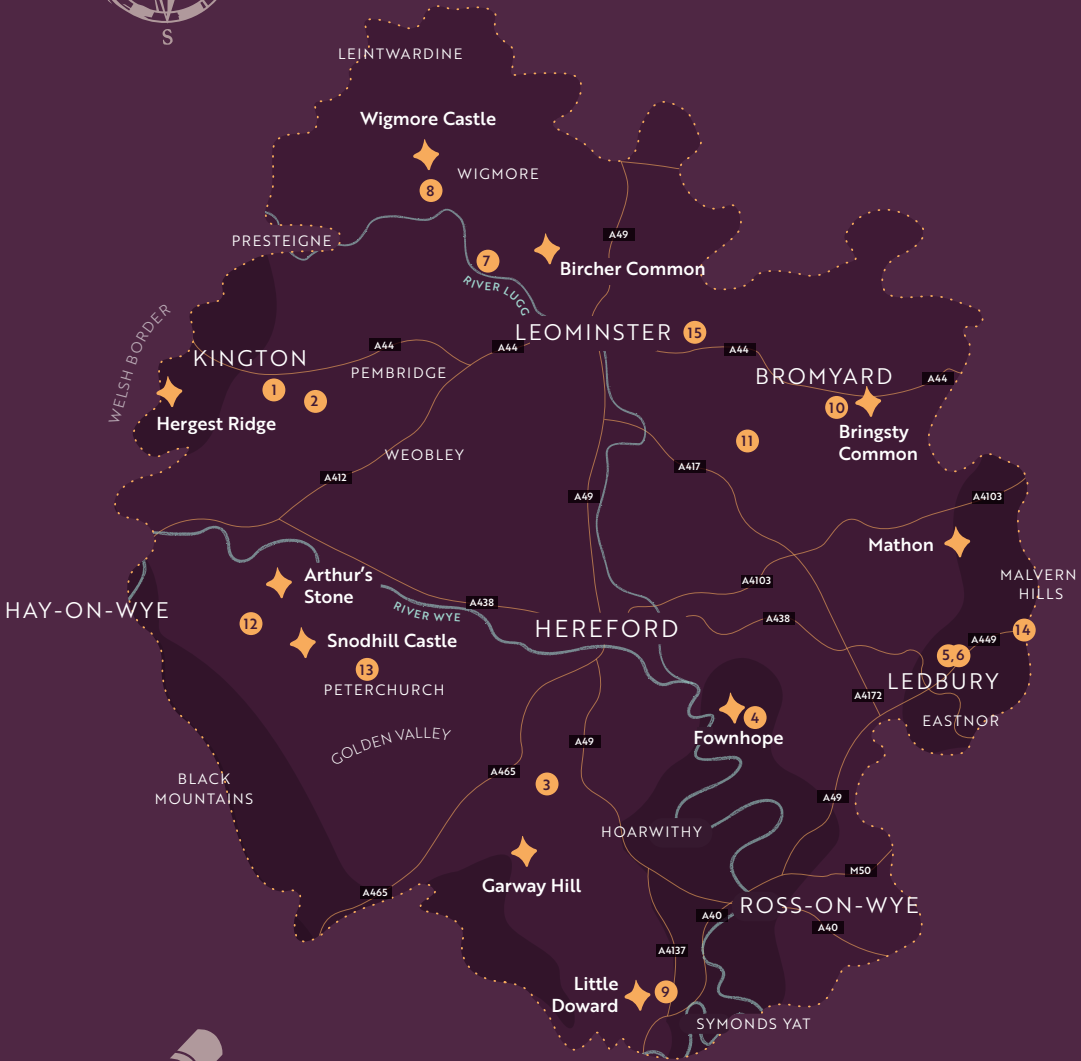 S
LEINTWARDINE
Wigmore Castle
WIGMORE
8
PRESTEIGNE
A49
7
Bircher Common
RIVER LUGG
WELSH BORDER
LEOMINSTER
15
KINGTON
A44
A44
A44
PEMBRIDGE
BROMYARD
A44
1
2
10
Hergest Ridge
Bringsty
Common
11
WEOBLEY
A417
A412
A49
A4103
Mathon
Arthur's
Stone
A4103
MALVERN
HILLS
HAY-ON-WYE
RIVER WYE
A438
A438
12
HEREFORD
14
Snodhill Castle
A449
5,6
13
PETERCHURCH
LEDBURY
A4172
4
EASTNOR
Fownhope
GOLDEN VALLEY
A49
A465
BLACK
MOUNTAINS
3
A49
HOARWITHY
M50
Garway Hill
A465
ROSS-ON-WYE
A40
A40
A4137
Little
Doward
9
SYMONDS YAT